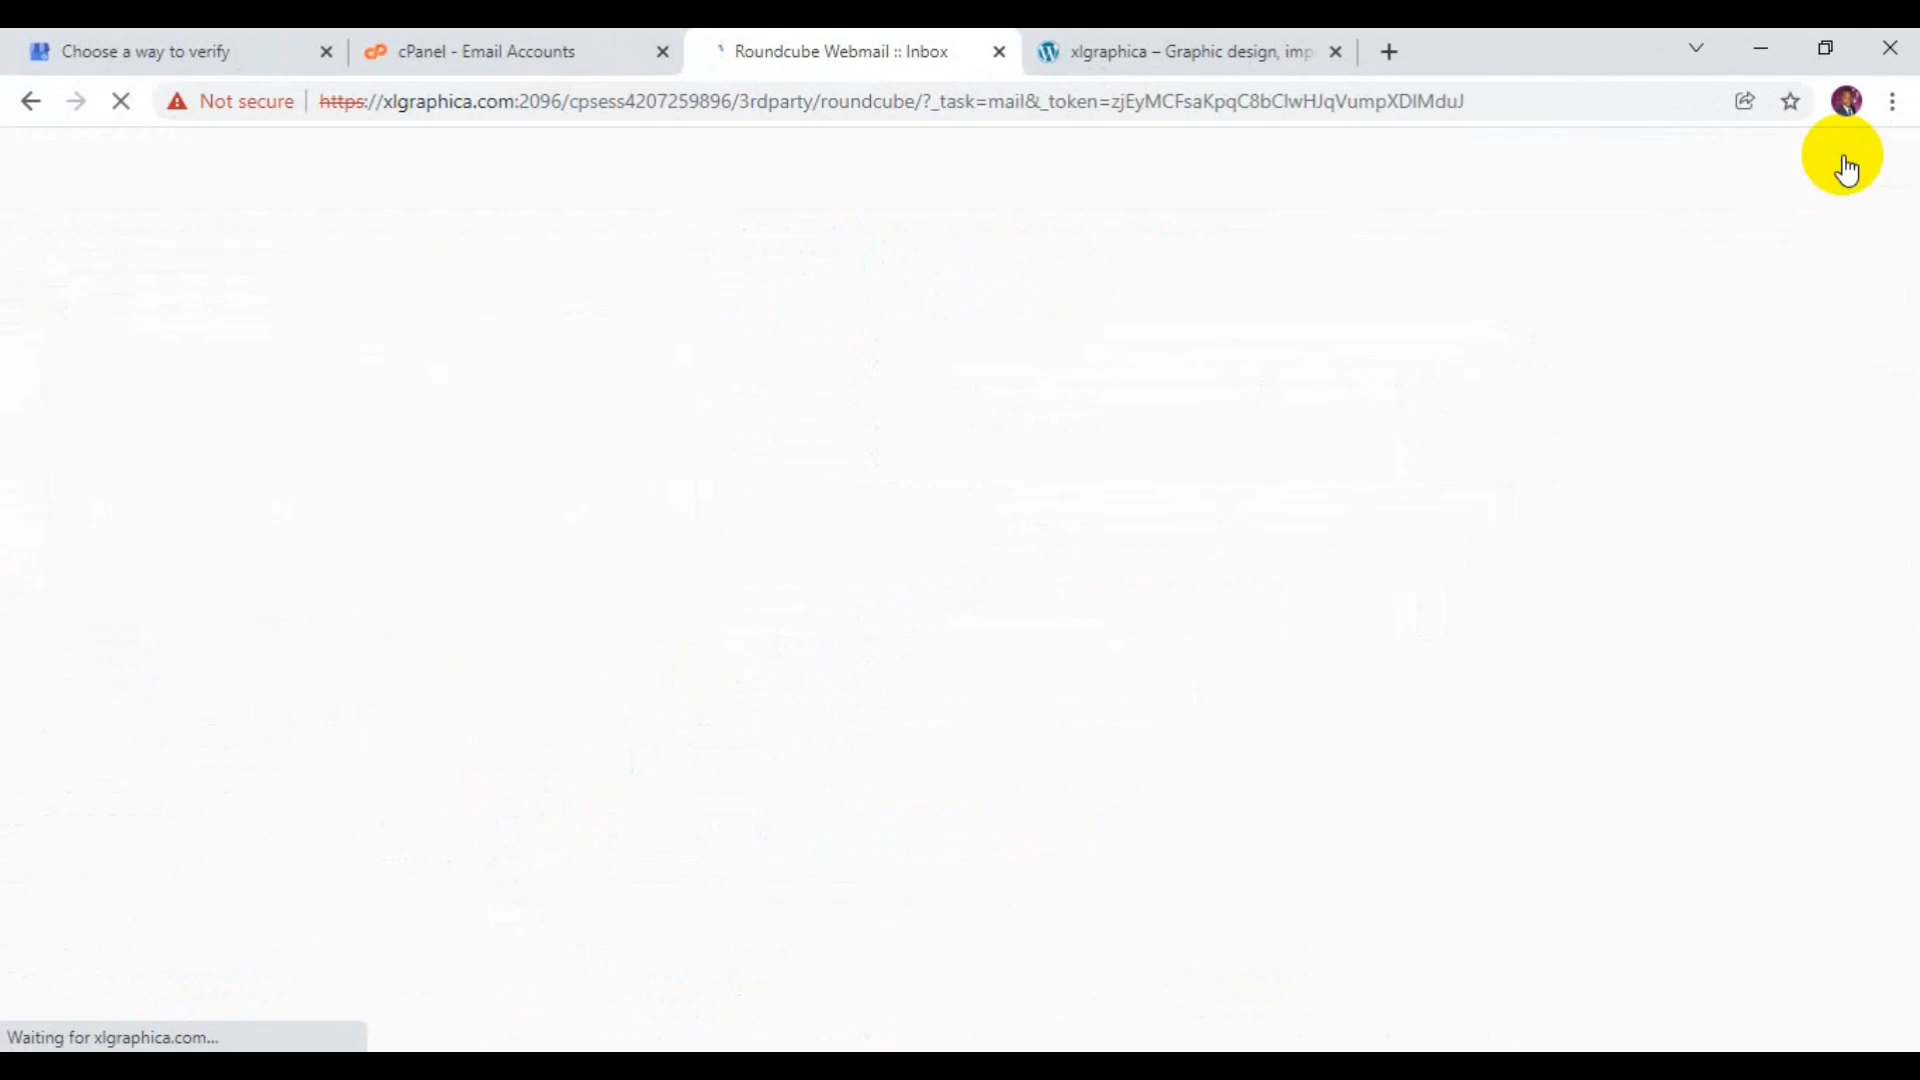 Choose a way to verify
cPanel - Email Accounts
Roundcube Webmail :: Inbox
xlgraphica – Graphic design, imp
Not secure
https://xlgraphica.com:2096/cpsess4207259896/3rdparty/roundcube/?_task=mail&_token=zjEyMCFsaKpqC8bClwHJqVumpXDlMduJ
Waiting for xlgraphica.com...